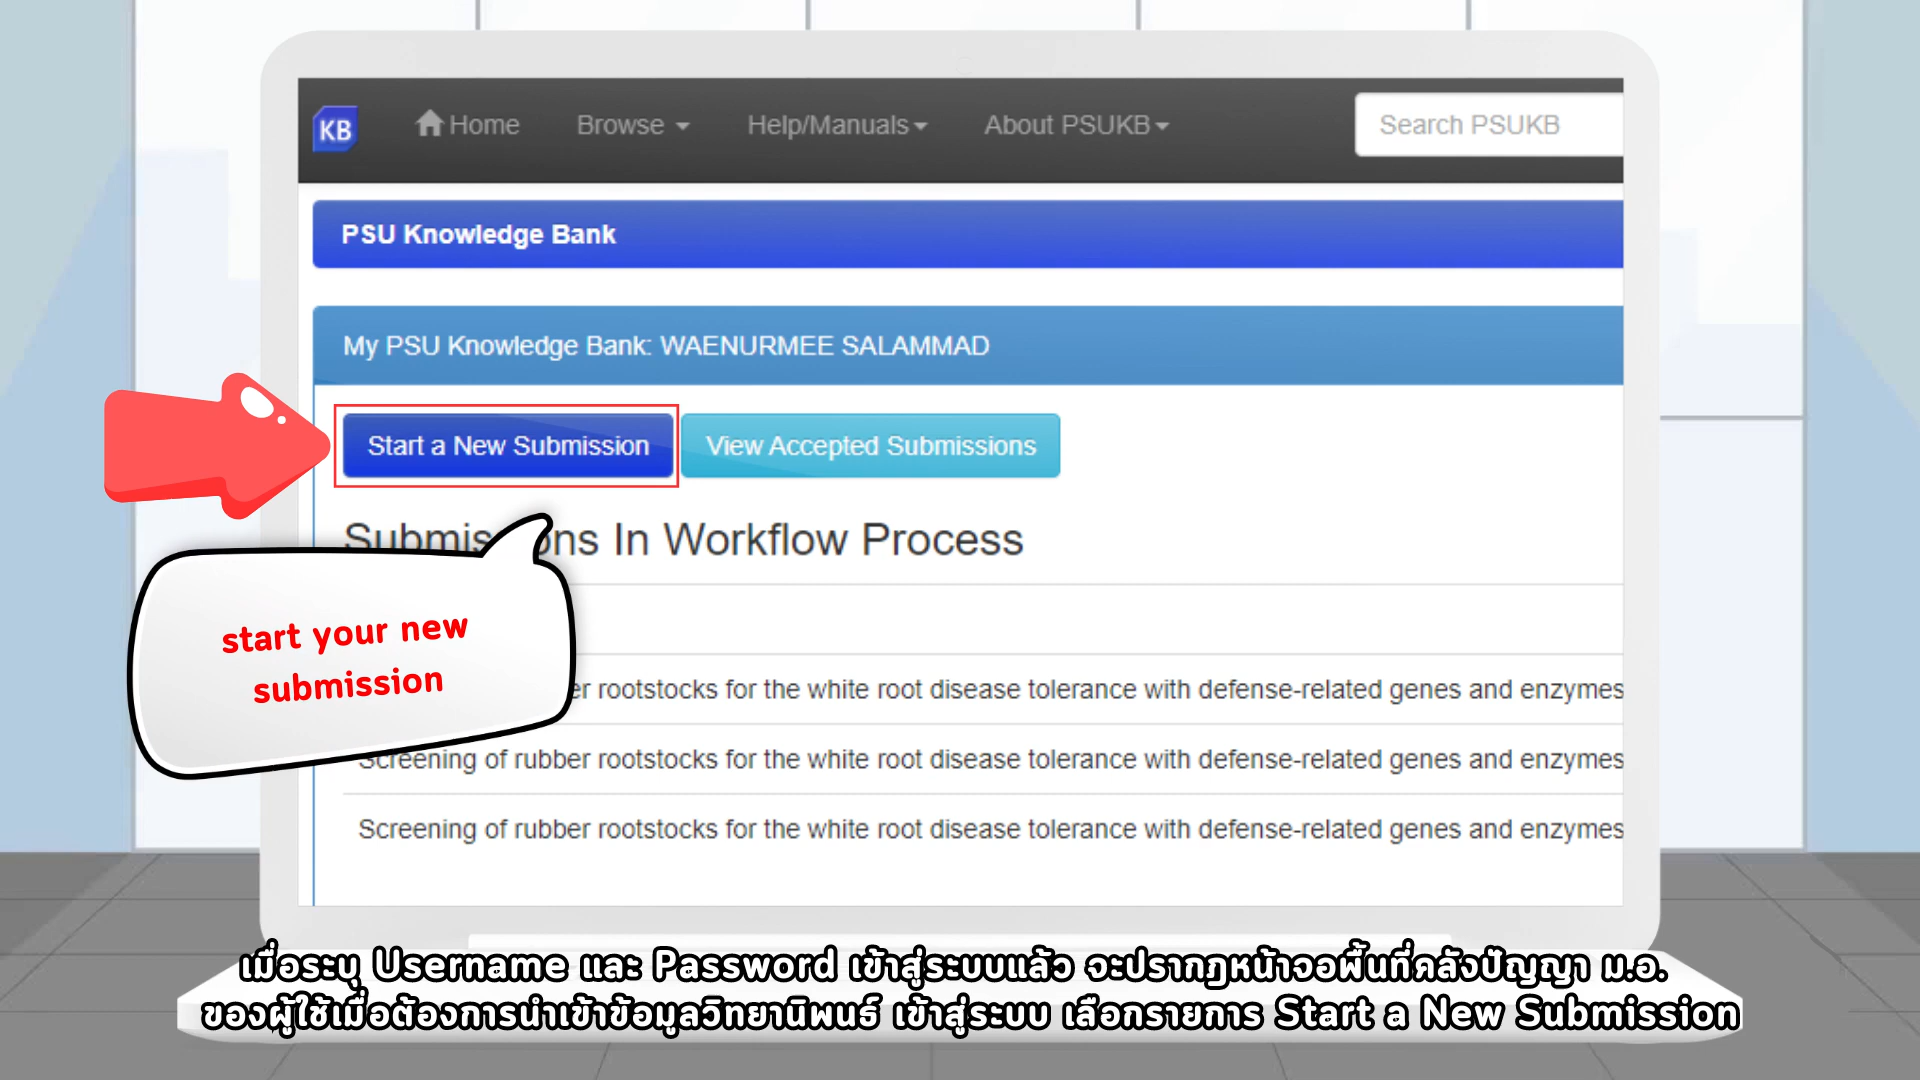 KB
Home Browse Help/Manuals About PSUKB Search PSUKB
PSU Knowledge Bank
My PSU Knowledge Bank: WAENURMEE SALAMMAD
Start a New Submission View Accepted Submissions
In Workflow Process
start your new
submission
rootstocks for the white root disease tolerance with defense-related genes and enzymes
Screening of rubber rootstocks for the white root disease tolerance with defense-related genes and enzymes
Screening of rubber rootstocks for the white root disease tolerance with defense-related genes and enzymes
เมื่อระบุ Username และ Password เข้าสู่ระบบแล้ว จะปรากฏหน้าจอพื้นที่คลังปัญญา ม.อ.
ของผู้ใช้เมื่อต้องการนำเข้าข้อมูลวิทยานิพนธ์ เข้าสู่ระบบ เลือกรายการ Start a New Submission